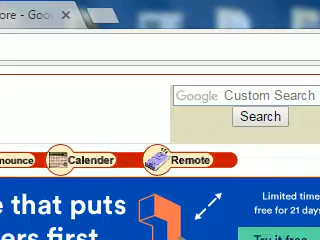 ore - Goo
Google Custom Search
Search
nounce Calender Remote
e that puts
ers first
Limited time
free for 21 days
Try it free